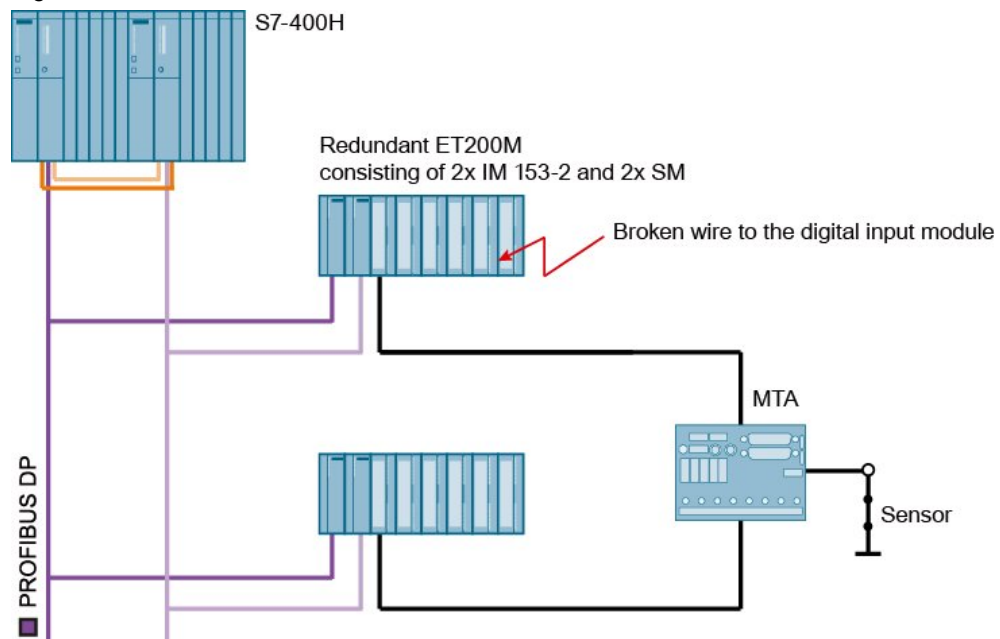 S7-400H
Redundant ET200M
consisting of 2x IM 153-2 and 2x SM
Broken wire to the digital input module
MTA
Sensor
PROFIBUS DP